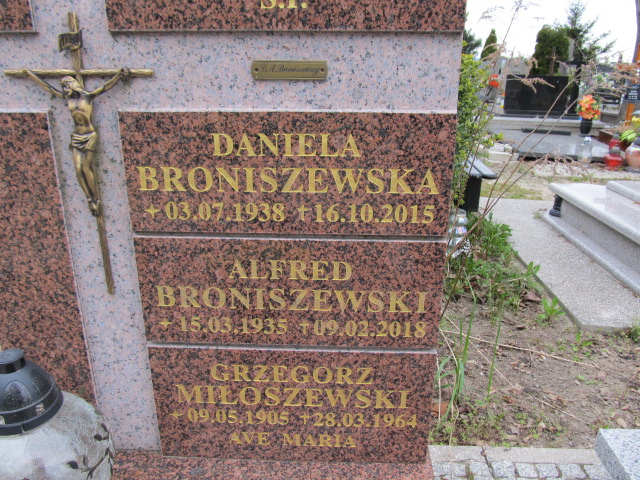 Ś.P.
DANIELA
BRONISZEWSKA
✦ 03.07.1938 ✝ 16.10.2015
ALFRED
BRONISZEWSKI
✦ 15.03.1935 ✝ 09.02.2018
GRZEGORZ
MIŁOSZEWSKI
✦ 09.05.1905 ✝ 28.03.1964
AVE MARIA